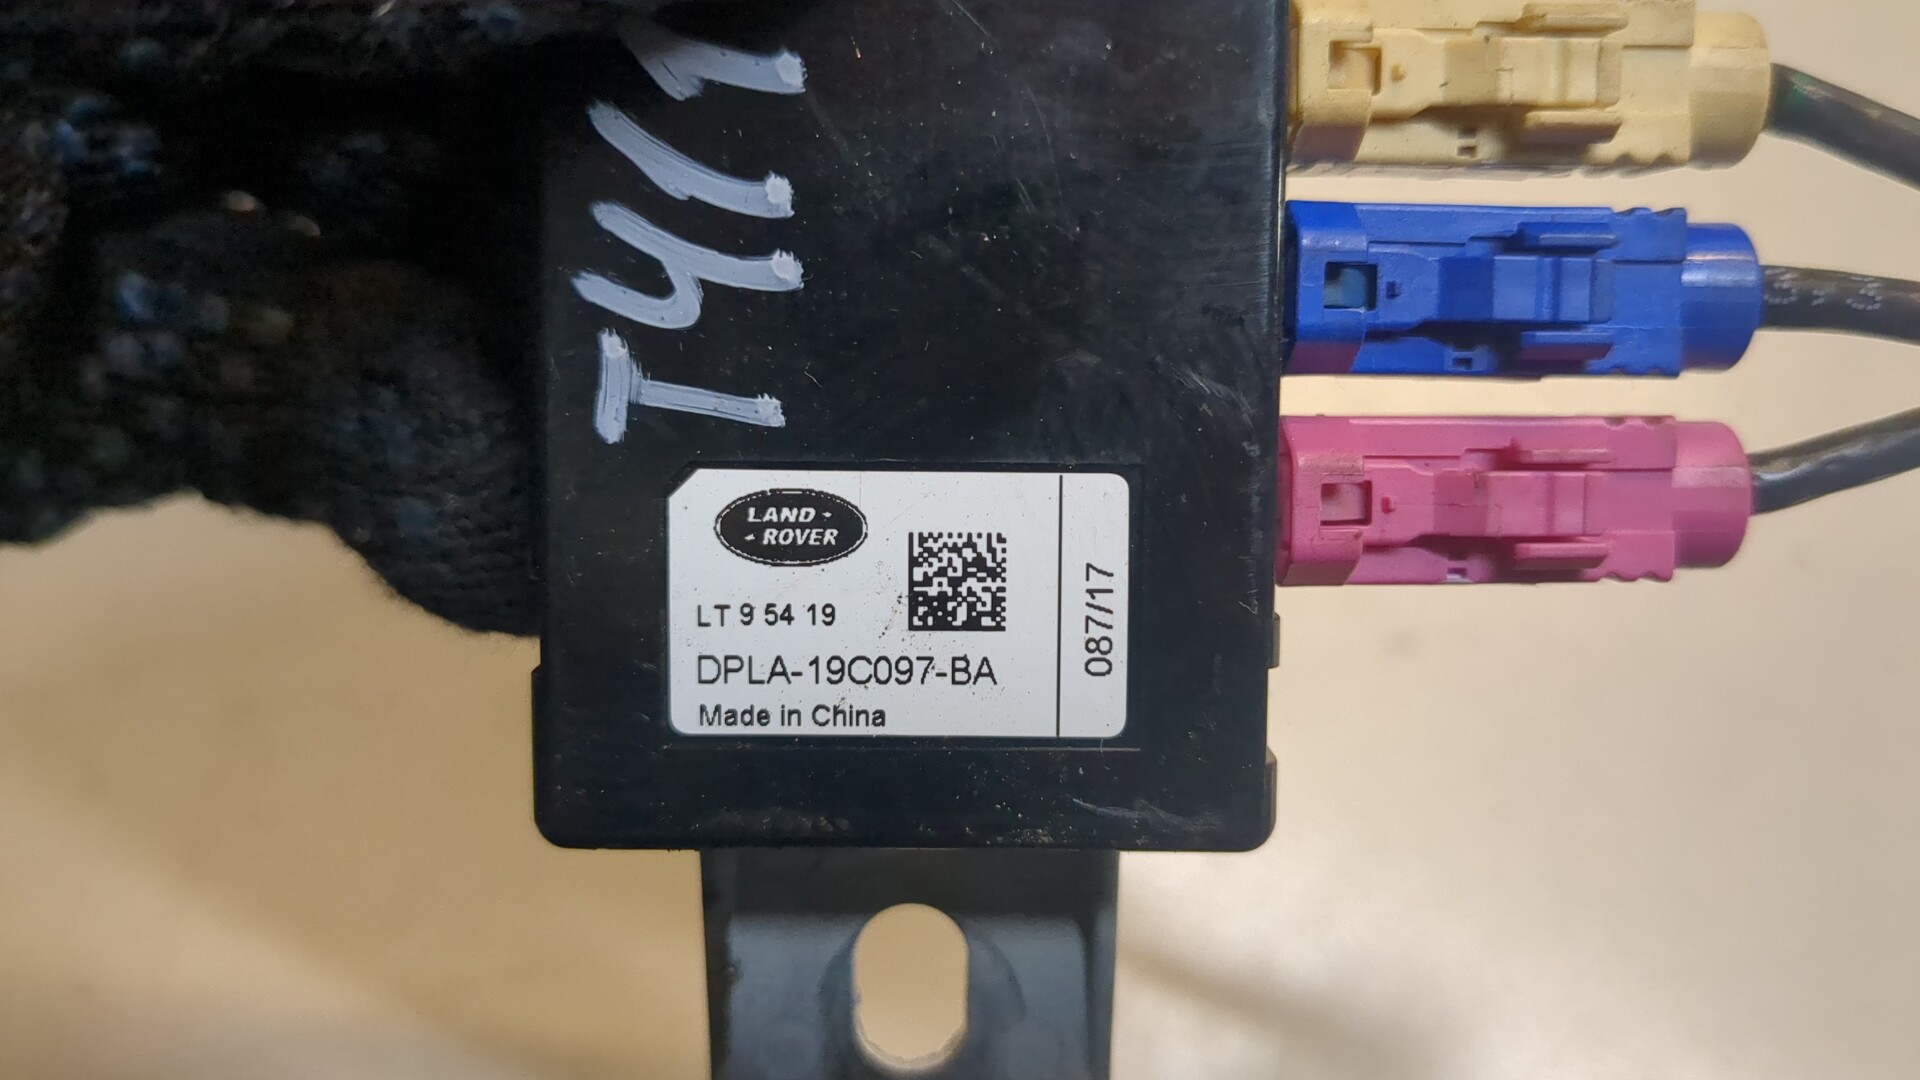 LAND
ROVER
LT 9 54 19
DPLA-19C097-BA
Made in China
087/17